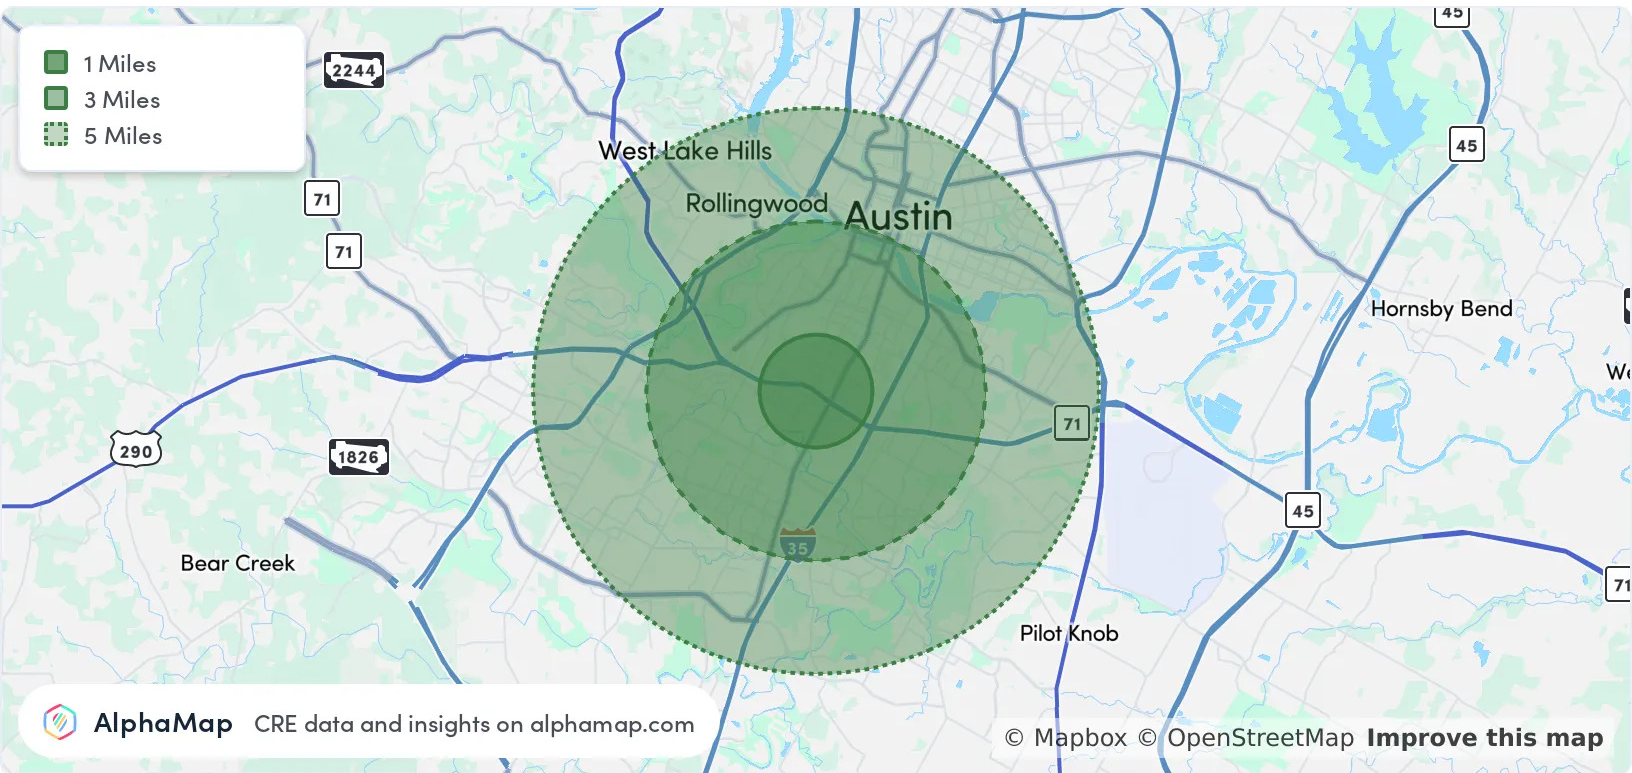 45
1 Miles
2244
3 Miles
5 Miles
45
West Lake Hills
71
Rollingwood
Austin
71
Hornsby Bend
We
71
290
1826
45
35
Bear Creek
71
Pilot Knob
AlphaMap CRE data and insights on alphamap.com
© Mapbox © OpenStreetMap Improve this map